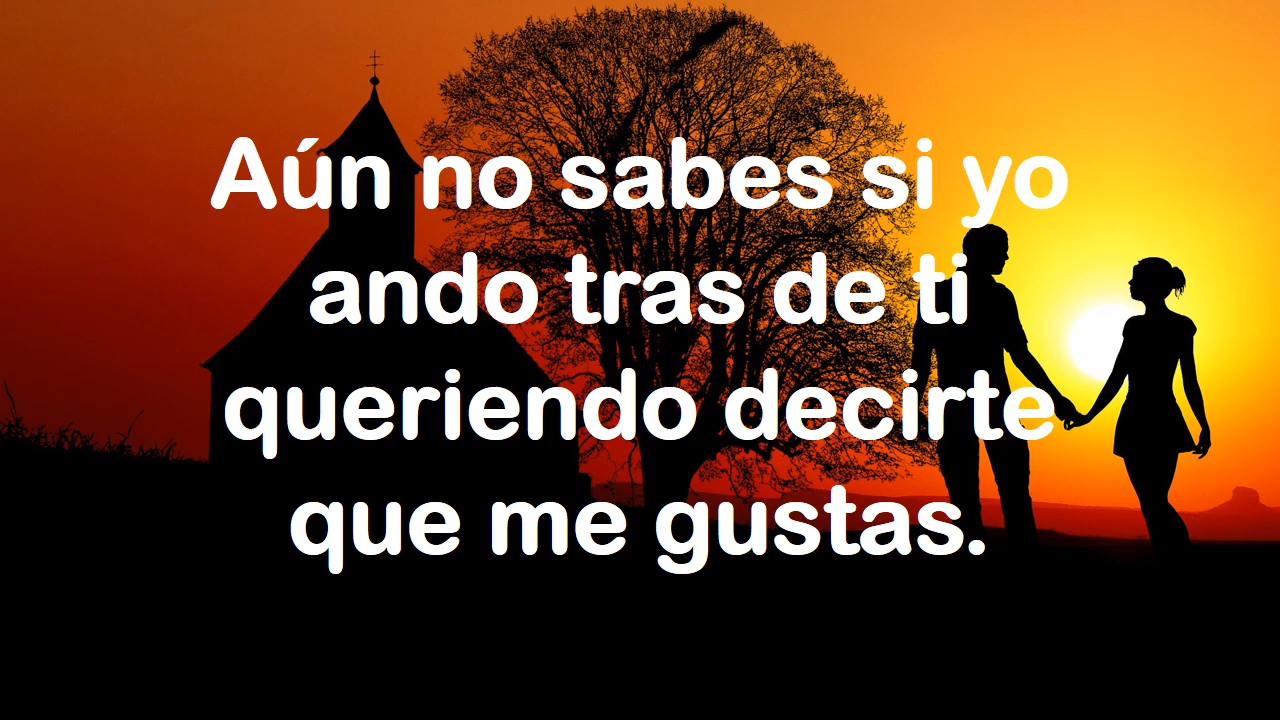 Aún no sabes si yo
ando tras de ti
queriendo decirte
que me gustas.